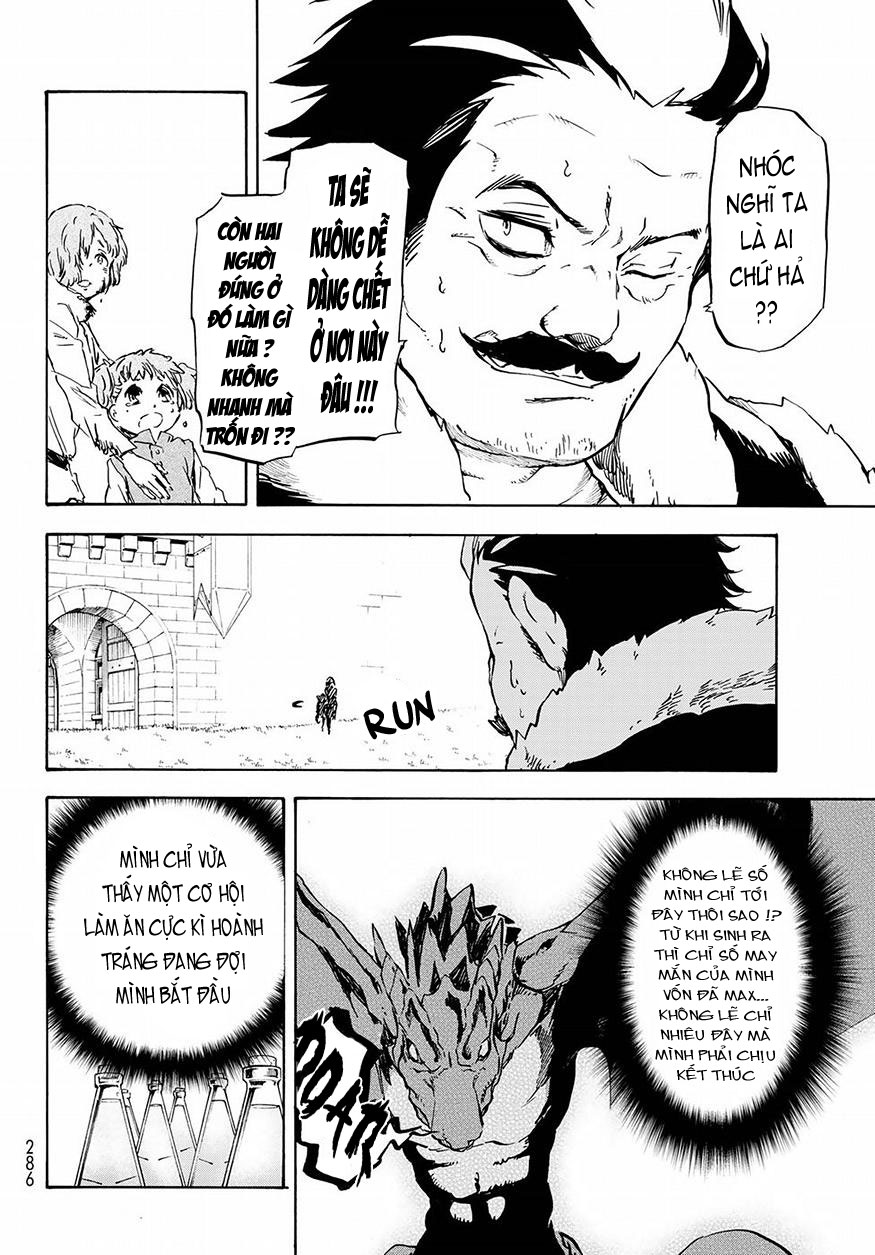 NHÓC
NGHĨ TA
LÀ AI
CHỨ HẢ
??
TA SẼ
KHÔNG DỄ
DÀNG CHẾT
Ở NƠI NÀY
ĐÂU !!!
CÒN HAI
NGƯỜI
ĐỨNG Ở
ĐÓ LÀM GÌ
NỮA ?
KHÔNG
NHANH MÀ
TRỐN ĐI ??
RUN
KHÔNG LẼ SỐ
MÌNH CHỈ TỚI
ĐÂY THÔI SAO !?
TỪ KHI SINH RA
THÌ CHỈ SỐ MAY
MẮN CỦA MÌNH
VỐN ĐÃ MAX...
KHÔNG LẼ CHỈ
NHIÊU ĐÂY MÀ
MÌNH PHẢI CHỊU
KẾT THÚC
MÌNH CHỈ VỪA
THẤY MỘT CƠ HỘI
LÀM ĂN CỰC KÌ HOÀNH
TRÁNG ĐANG ĐỢI
MÌNH BẮT ĐẦU
286